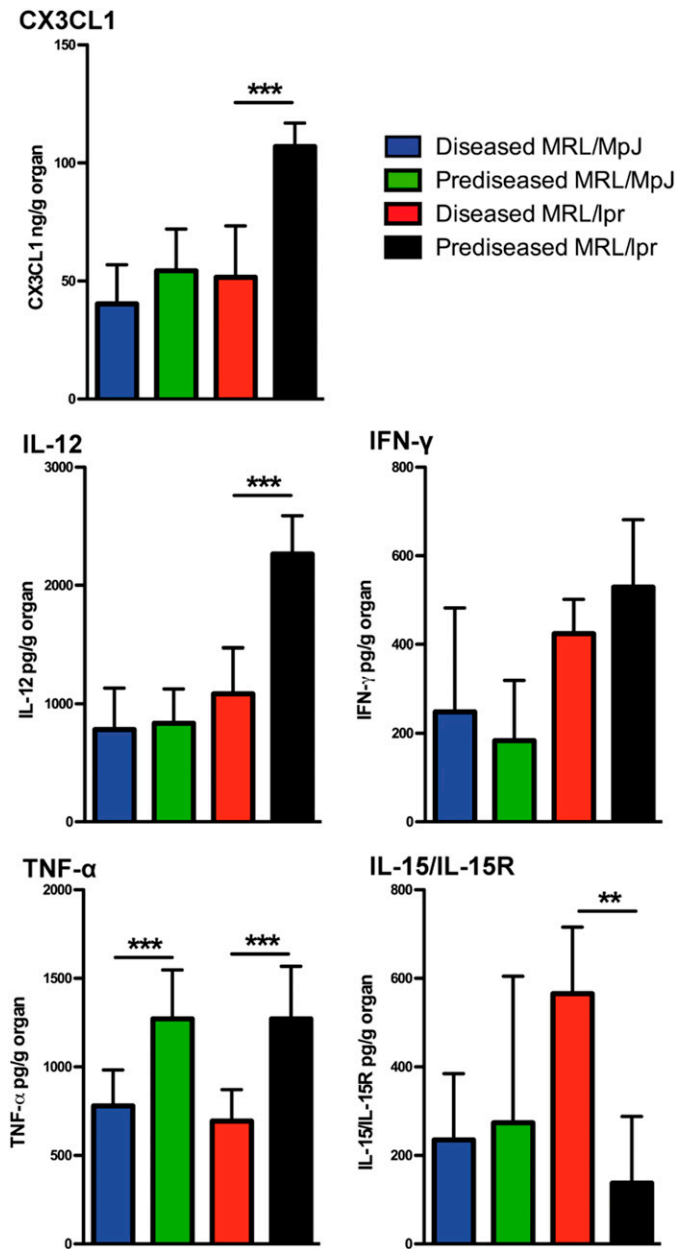 CX3CL1
150
100
50
0
CX3CL1 ng/g organ
***
Diseased MRL/MpJ
Prediseased MRL/MpJ
Diseased MRL/lpr
Prediseased MRL/lpr
IL-12
3000
2000
1000
0
IL-12 pg/g organ
***
IFN-γ
800
600
400
200
0
IFN-γ pg/g organ
TNF-α
2000
1500
1000
500
0
TNF-α pg/g organ
***
***
IL-15/IL-15R
800
600
400
200
0
IL-15/IL-15R pg/g organ
**